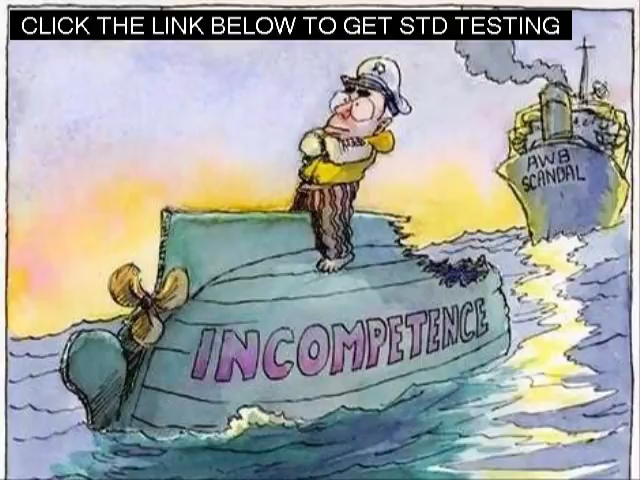 CLICK THE LINK BELOW TO GET STD TESTING
AWB
SCANDAL
INCOMPETENCE